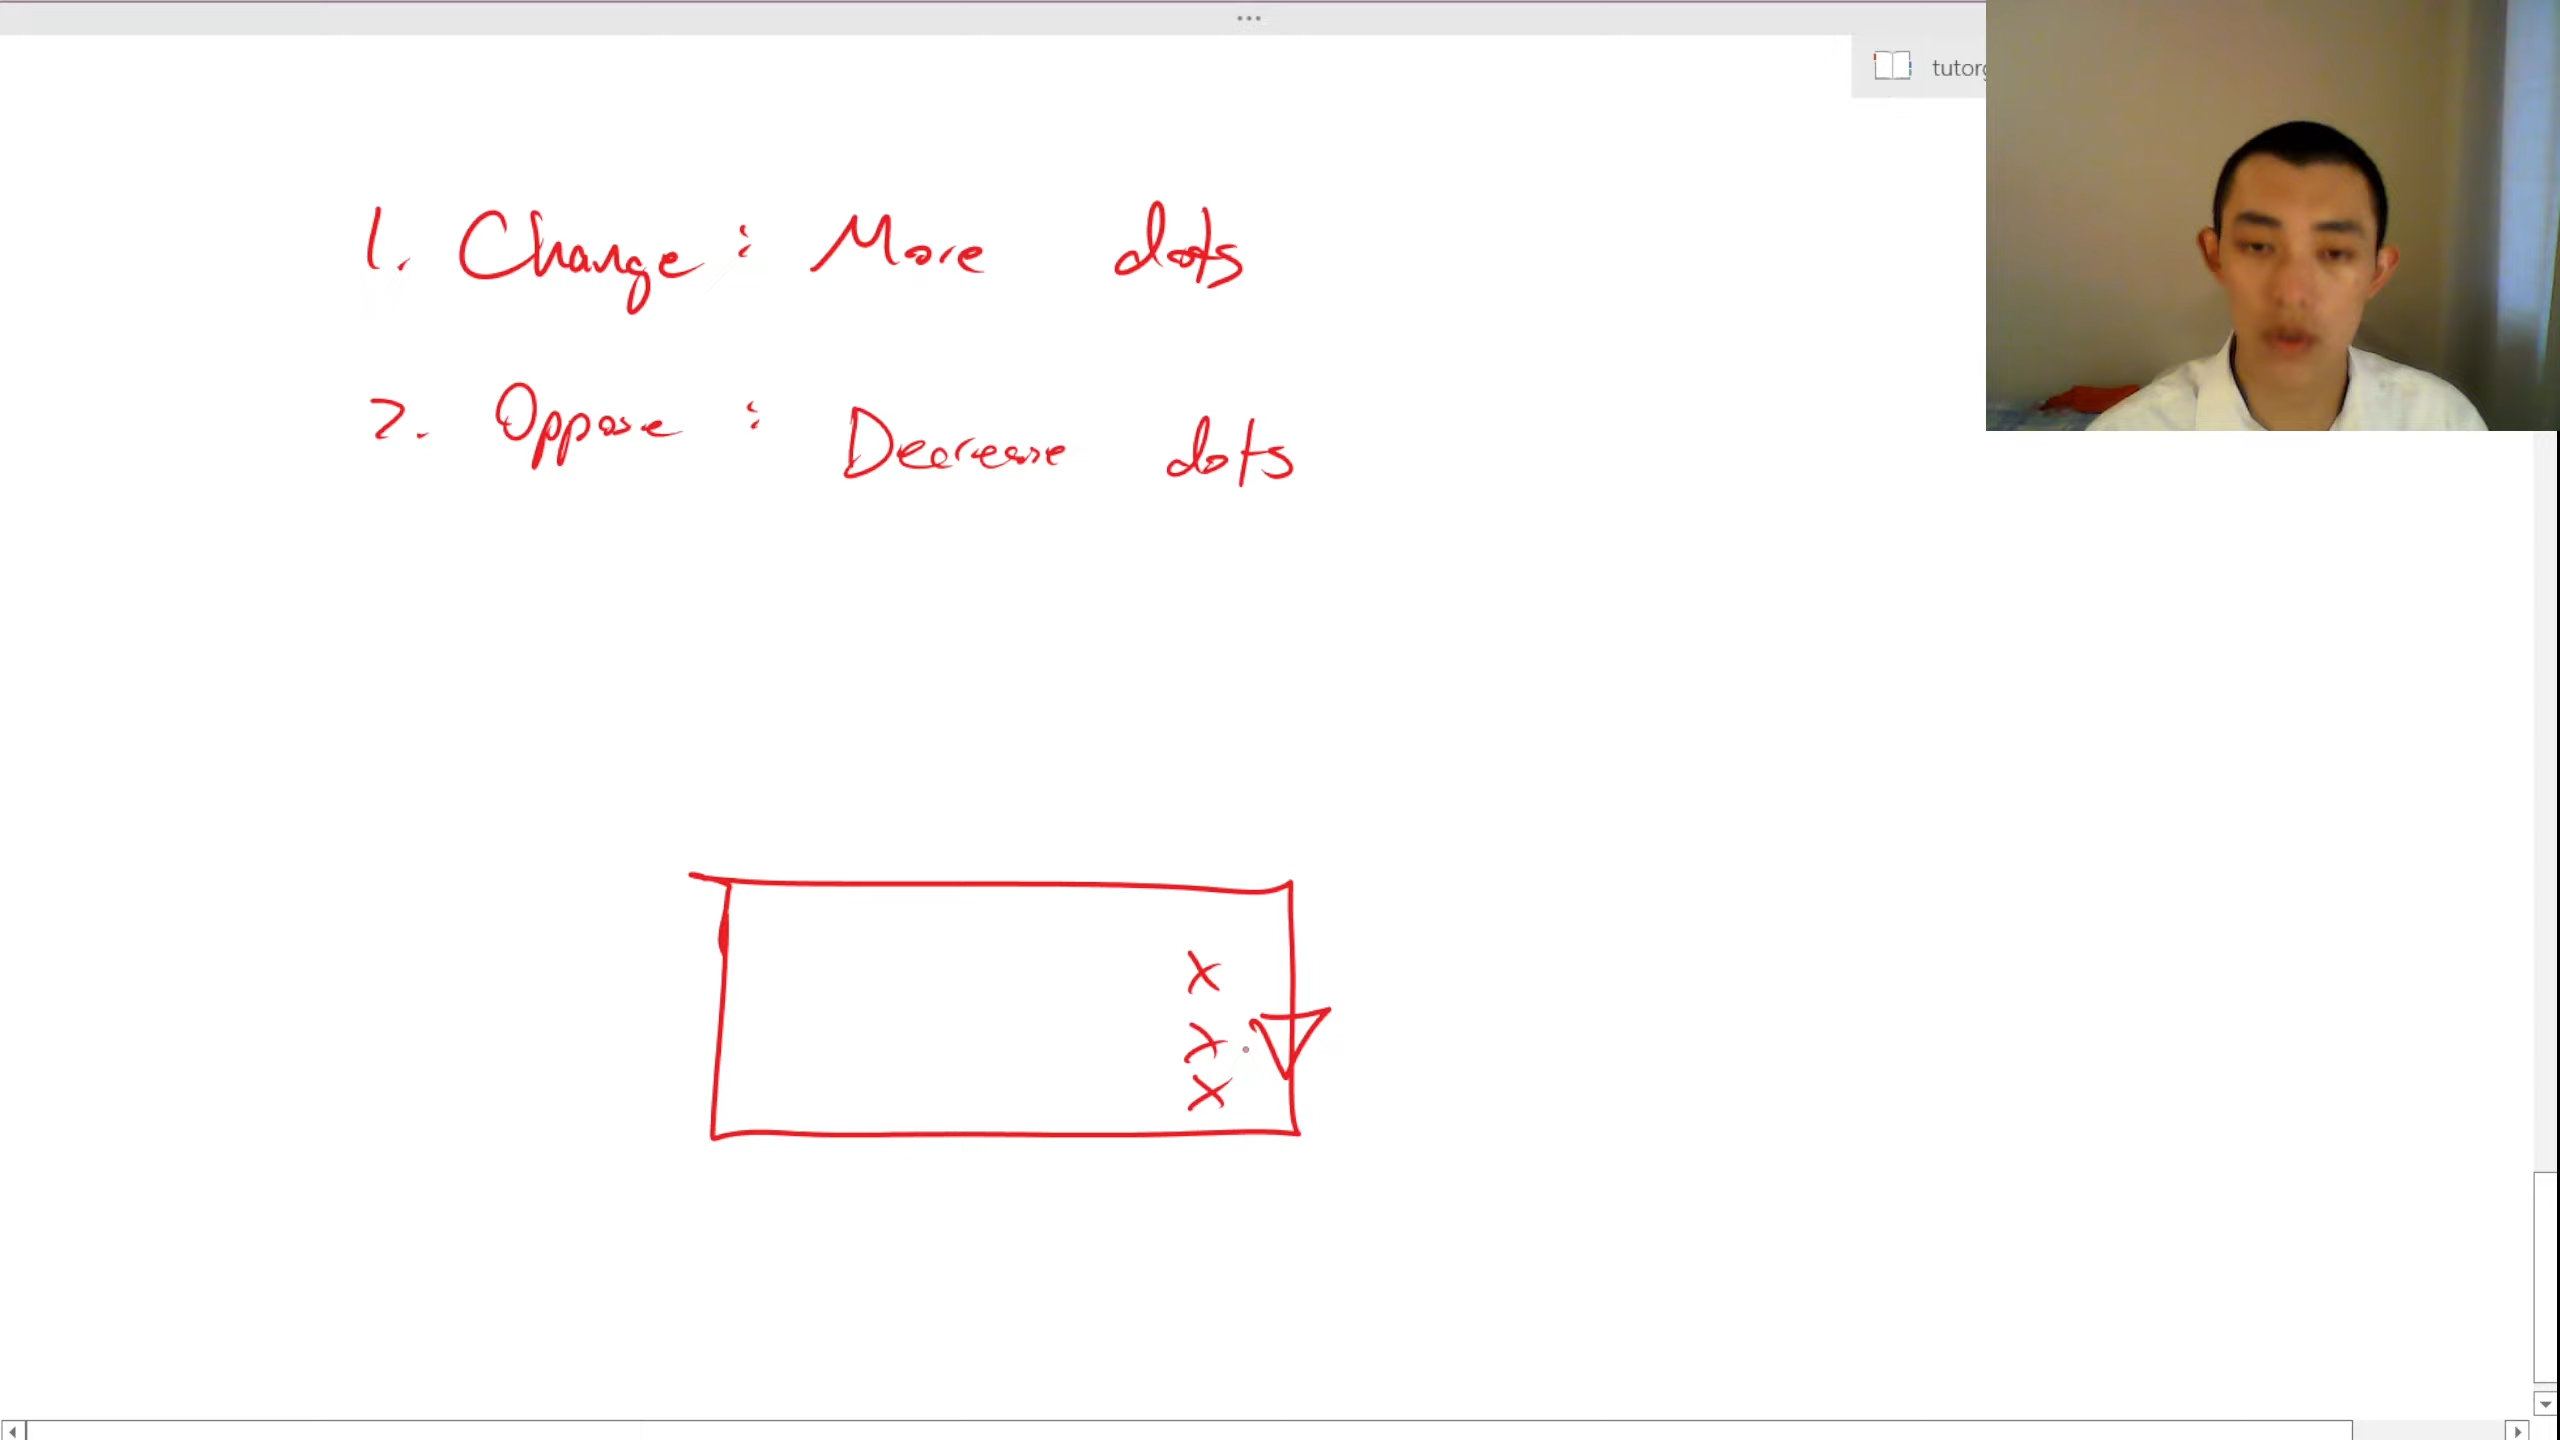 tutor
1. Change: More dots
2. Oppose: Decrease dots
x
x
x